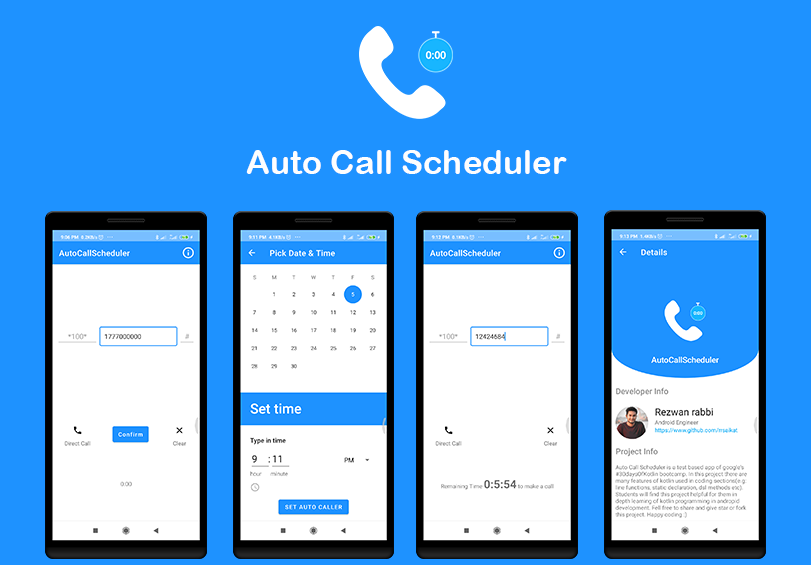 0:00
Auto Call Scheduler
9:08 PM 0.2KB/s
AutoCallScheduler
*100*
1777000000
#
Direct Call
Confirm
Clear
0:00
9:11 PM 4.1KB/s
Pick Date & Time
S M T W T F S
1 2 3 4 5 6
7 8 9 10 11 12 13
14 15 16 17 18 19 20
21 22 23 24 25 26 27
28 29 30
Set time
Type in time
9 : 11 PM
hour minute
SET AUTO CALLER
9:12 PM 0.1KB/s
AutoCallScheduler
*100*
12424684
#
Direct Call
Clear
Remaining Time 0:5:54 to make a call
9:13 PM 1.4KB/s
Details
0:00
AutoCallScheduler
Developer Info
Rezwan rabbi
Android Engineer
Project Info
Auto Call Scheduler is a test based app of google's
#30daysOfKotlin bootcamp. In this project there are
many features of kotlin used in coding sections(e.g
line functions, static declaration, dsl methods etc).
Students will find this project helpful for them in
depth learning of kotlin programming in android
development. Fell free to share and give star or fork
this project. Happy coding :)